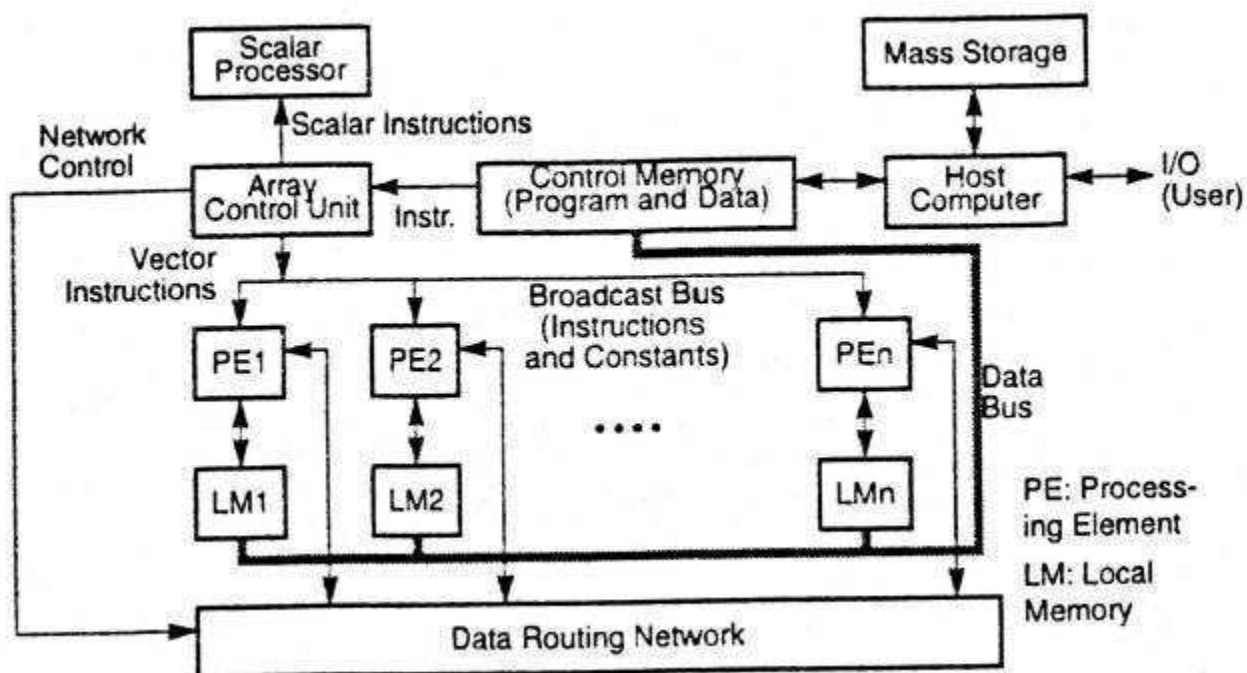 Scalar
Processor
Mass Storage
Scalar Instructions
Network
Control
Array
Control Unit
Instr.
Control Memory
(Program and Data)
Host
Computer
I/O
(User)
Vector
Instructions
Broadcast Bus
(Instructions
and Constants)
PE1
PE2
PEn
Data
Bus
LM1
LM2
LMn
PE: Process-
ing Element
LM: Local
Memory
Data Routing Network